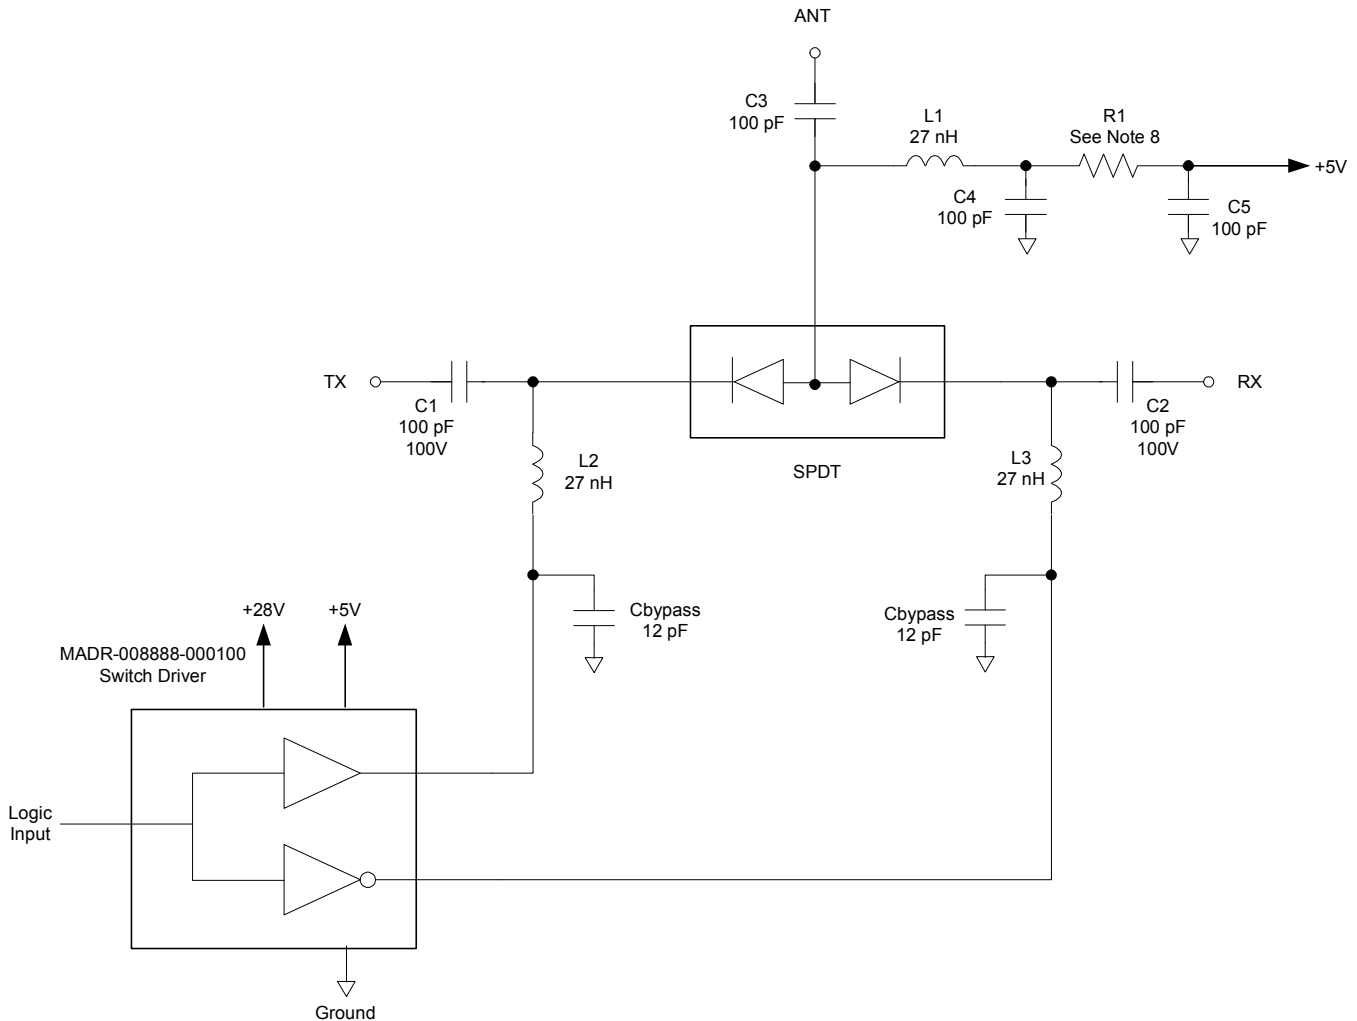 ANT
C3
100 pF
L1
27 nH
R1
See Note 8
+5V
C4
100 pF
C5
100 pF
TX
C1
100 pF
100V
L2
27 nH
SPDT
L3
27 nH
C2
100 pF
100V
RX
+28V
+5V
Cbypass
12 pF
Cbypass
12 pF
MADR-008888-000100
Switch Driver
Logic
Input
Ground